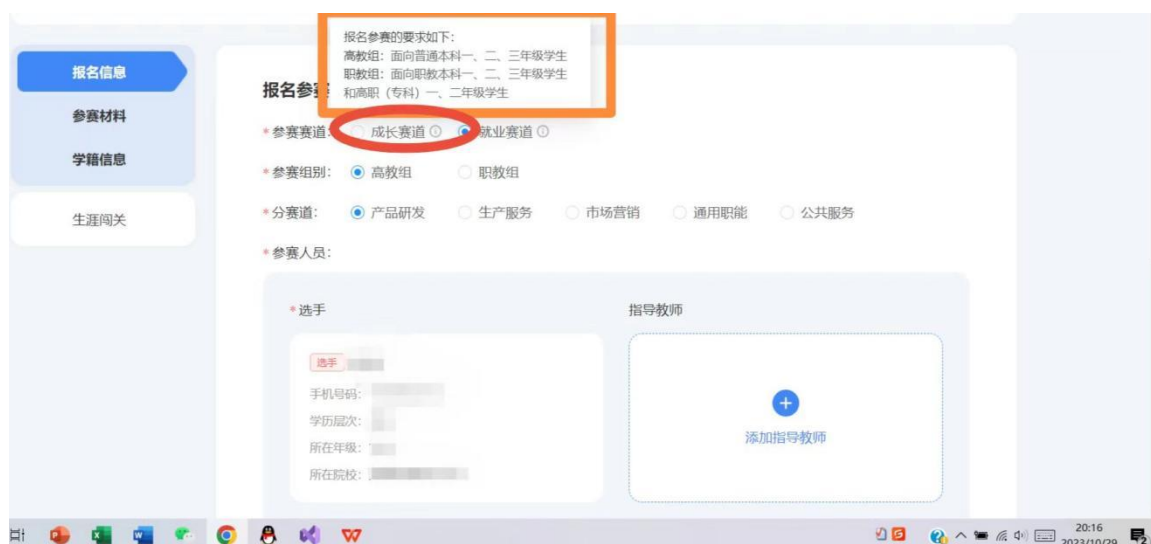 报名参赛的要求如下：
高教组：面向普通本科一、二、三年级学生
职教组：面向职教本科一、二、三年级学生
和高职（专科）一、二年级学生
报名信息
参赛材料
学籍信息
生涯闯关
报名参赛
*参赛赛道： 成长赛道 就业赛道
*参赛组别： 高教组 职教组
*分赛道： 产品研发 生产服务 市场营销 通用职能 公共服务
*参赛人员：
*选手 指导教师
选手
手机号码：
学历层次：
所在年级：
所在院校：
添加指导教师
20:16
2023/10/29